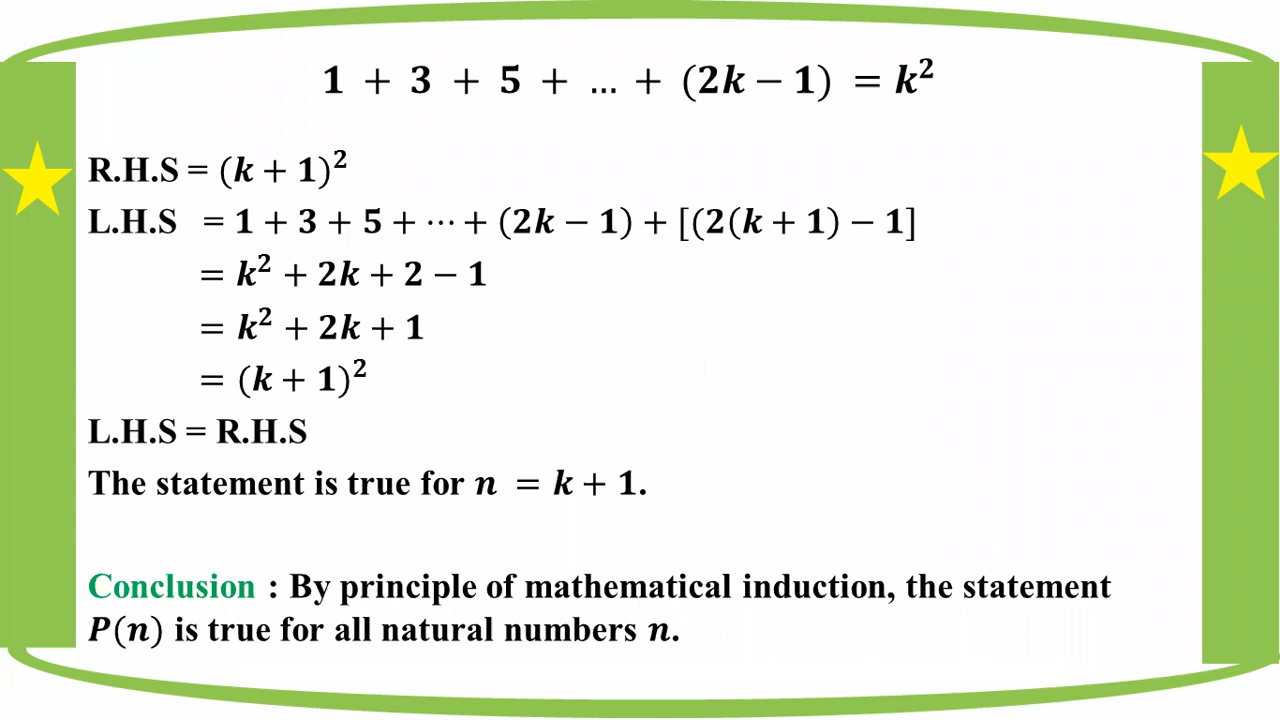 1 + 3 + 5 + … + (2k − 1) = k²
R.H.S = (k + 1)²
L.H.S = 1 + 3 + 5 + ⋯ + (2k − 1) + [(2(k + 1) − 1]
= k² + 2k + 2 − 1
= k² + 2k + 1
= (k + 1)²
L.H.S = R.H.S
The statement is true for n = k + 1.
Conclusion : By principle of mathematical induction, the statement
P(n) is true for all natural numbers n.